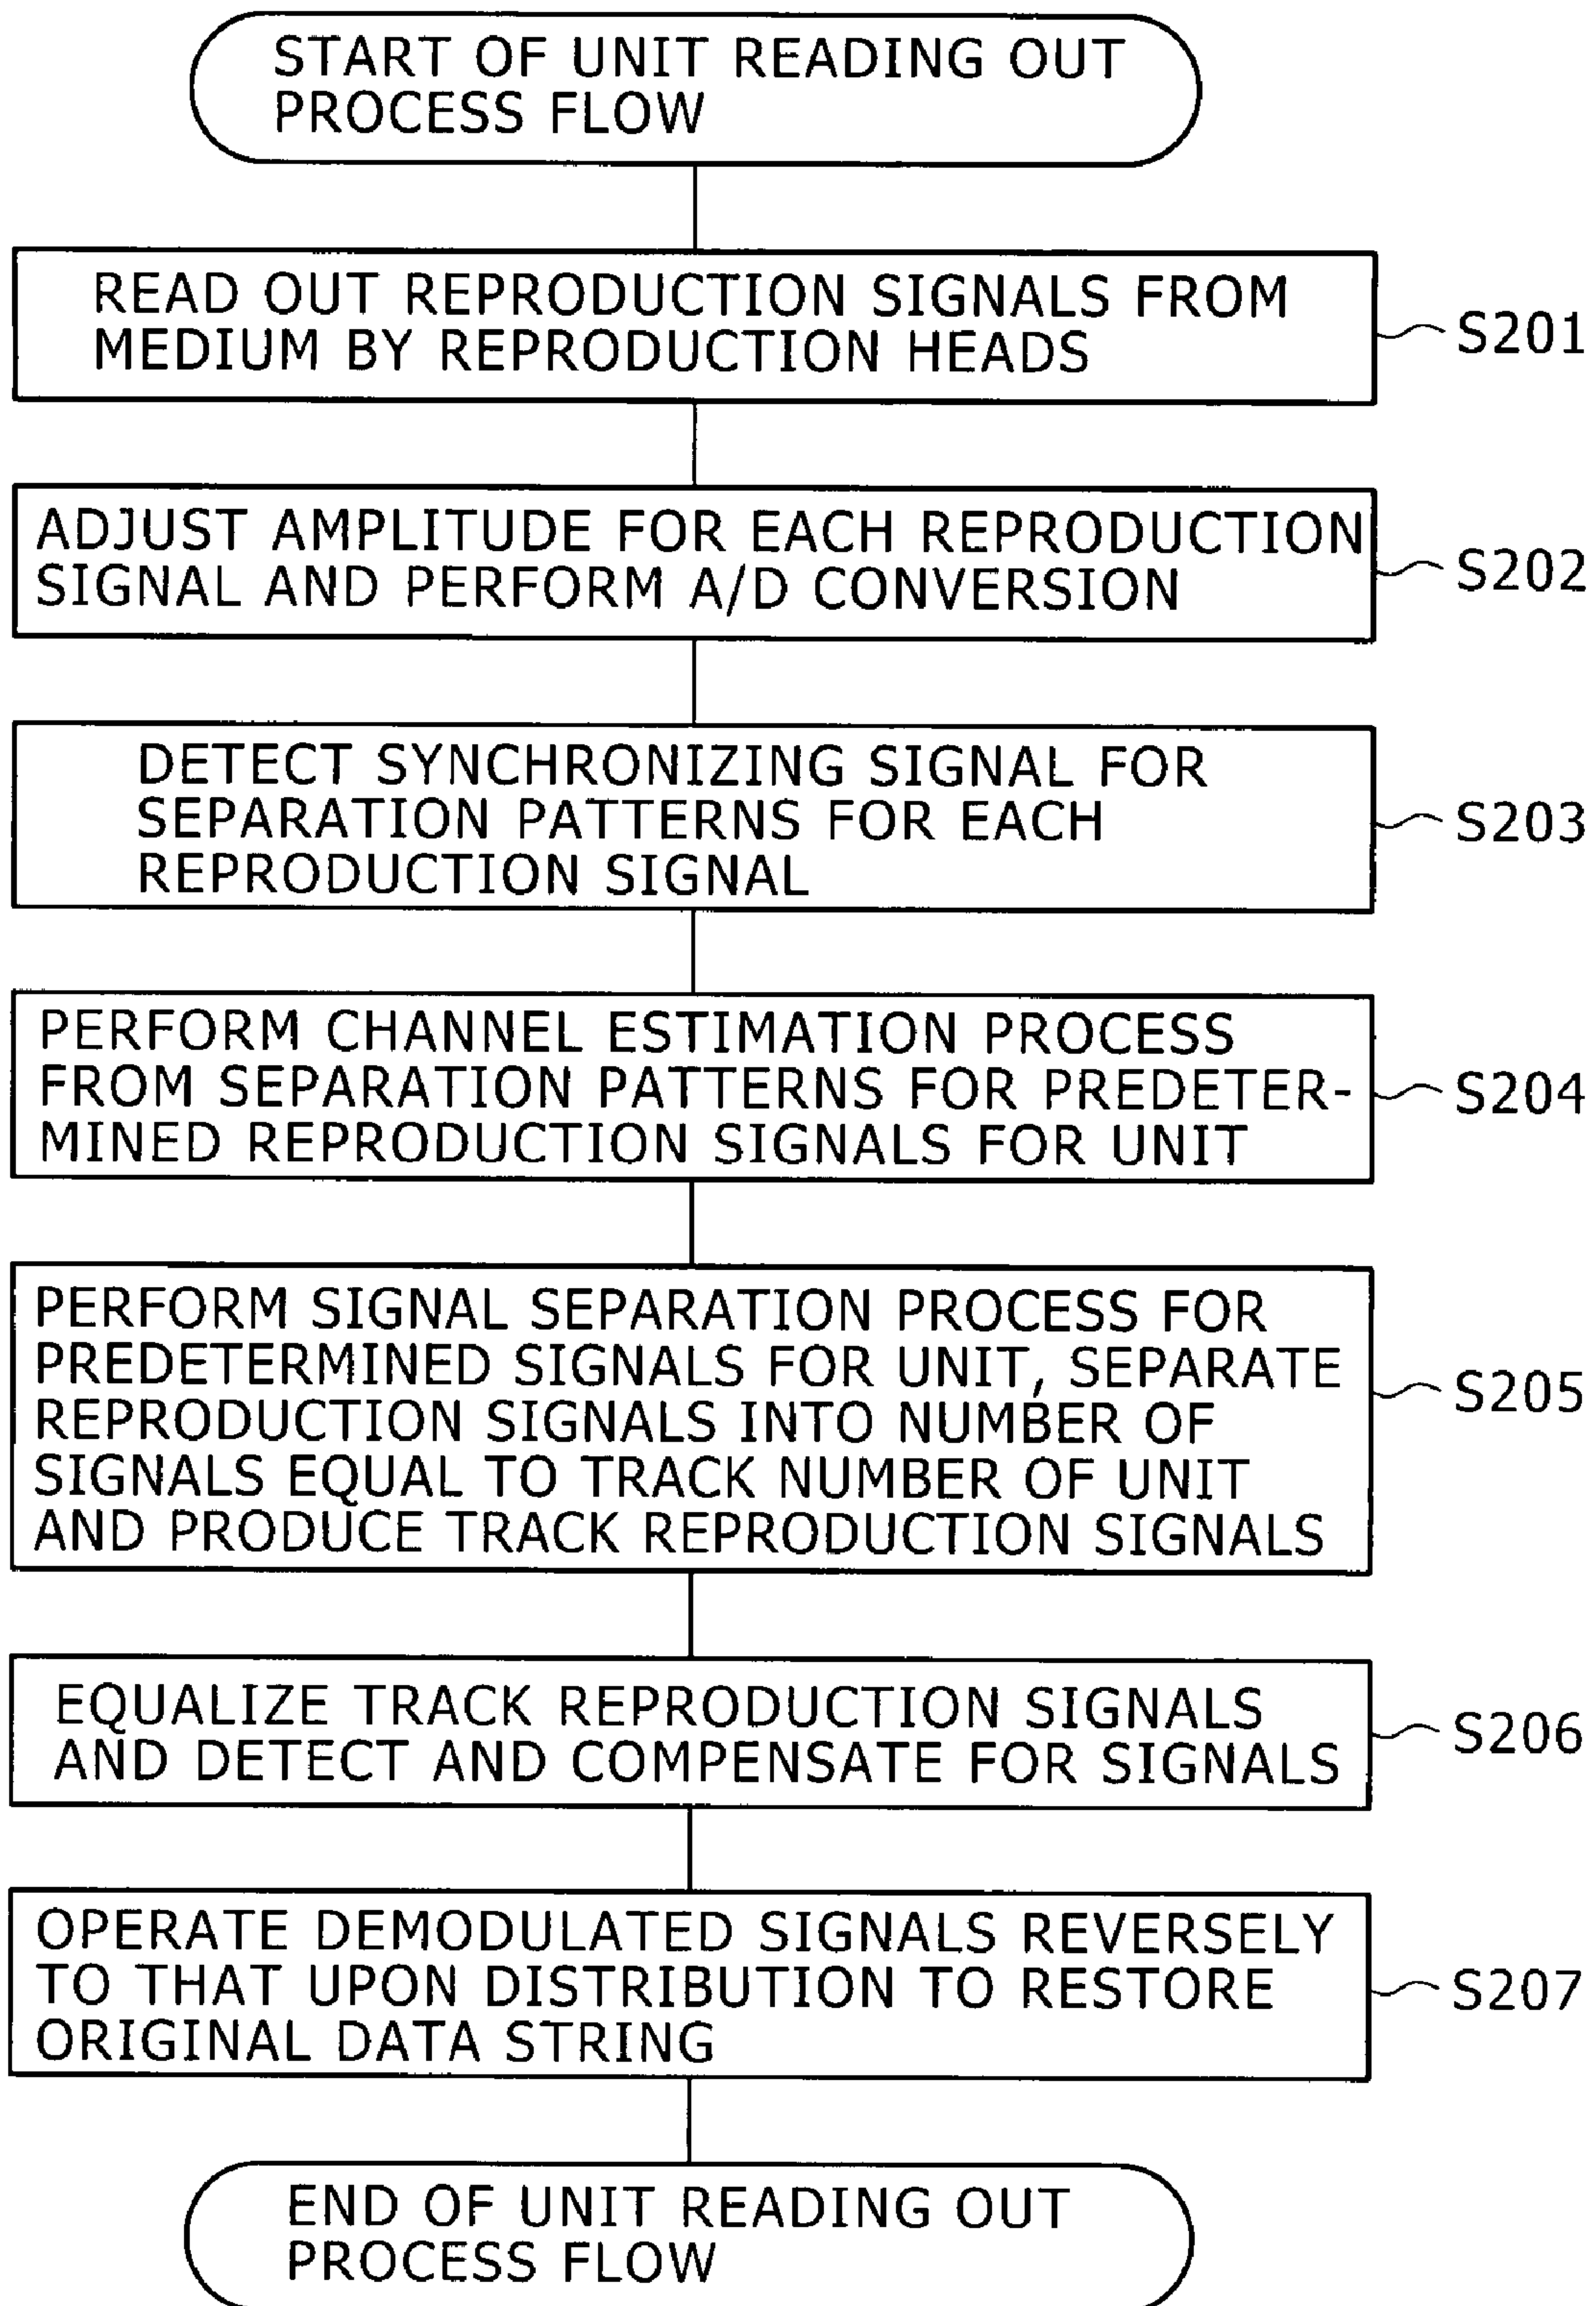 START OF UNIT READING OUT
PROCESS FLOW
READ OUT REPRODUCTION SIGNALS FROM
MEDIUM BY REPRODUCTION HEADS
S201
ADJUST AMPLITUDE FOR EACH REPRODUCTION
SIGNAL AND PERFORM A/D CONVERSION
S202
DETECT SYNCHRONIZING SIGNAL FOR
SEPARATION PATTERNS FOR EACH
REPRODUCTION SIGNAL
S203
PERFORM CHANNEL ESTIMATION PROCESS
FROM SEPARATION PATTERNS FOR PREDETER-
MINED REPRODUCTION SIGNALS FOR UNIT
S204
PERFORM SIGNAL SEPARATION PROCESS FOR
PREDETERMINED SIGNALS FOR UNIT, SEPARATE
REPRODUCTION SIGNALS INTO NUMBER OF
SIGNALS EQUAL TO TRACK NUMBER OF UNIT
AND PRODUCE TRACK REPRODUCTION SIGNALS
S205
EQUALIZE TRACK REPRODUCTION SIGNALS
AND DETECT AND COMPENSATE FOR SIGNALS
S206
OPERATE DEMODULATED SIGNALS REVERSELY
TO THAT UPON DISTRIBUTION TO RESTORE
ORIGINAL DATA STRING
S207
END OF UNIT READING OUT
PROCESS FLOW